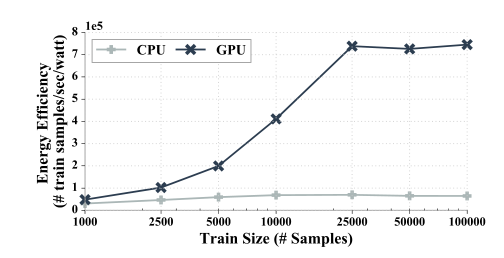 1e5
8
7
6
5
4
3
2
1
0
CPU
GPU
Energy Efficiency
(# train samples/sec/watt)
1000
2500
5000
10000
25000
50000
100000
Train Size (# Samples)